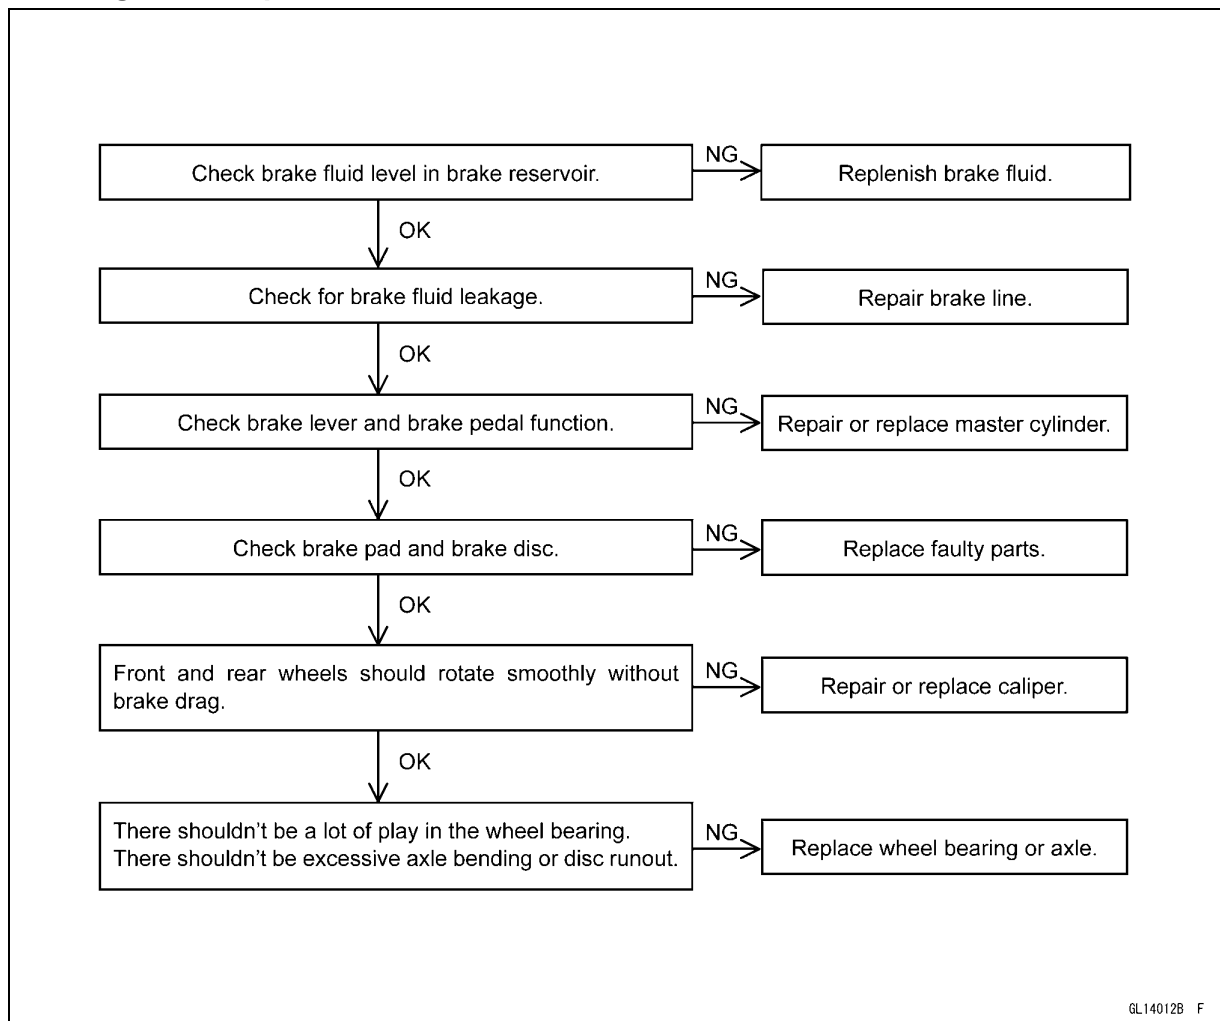 Check brake fluid level in brake reservoir.
NG
Replenish brake fluid.
OK
Check for brake fluid leakage.
NG
Repair brake line.
OK
Check brake lever and brake pedal function.
NG
Repair or replace master cylinder.
OK
Check brake pad and brake disc.
NG
Replace faulty parts.
OK
Front and rear wheels should rotate smoothly without
brake drag.
NG
Repair or replace caliper.
OK
There shouldn't be a lot of play in the wheel bearing.
There shouldn't be excessive axle bending or disc runout.
NG
Replace wheel bearing or axle.
GL14012B F